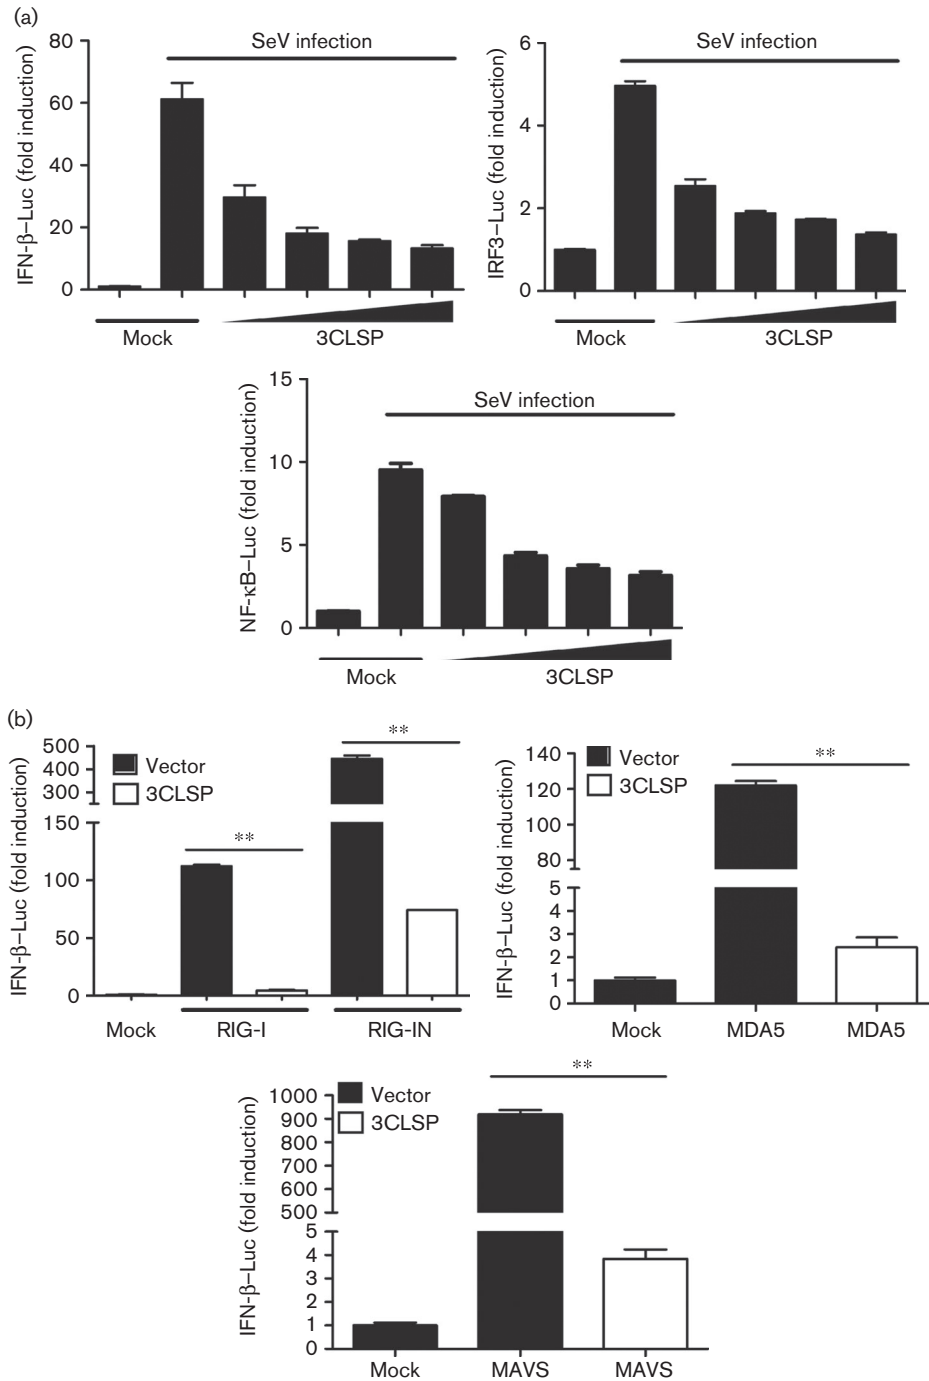 (a)
SeV infection
IFN-β–Luc (fold induction)
80
60
40
20
0
Mock
3CLSP
SeV infection
IRF3–Luc (fold induction)
6
4
2
0
Mock
3CLSP
SeV infection
NF-κB–Luc (fold induction)
15
10
5
0
Mock
3CLSP
(b)
IFN-β–Luc (fold induction)
500
400
300
150
100
50
0
Vector
3CLSP
**
**
Mock
RIG-I
RIG-IN
IFN-β–Luc (fold induction)
140
120
100
80
5
4
3
2
1
0
Vector
3CLSP
**
Mock
MDA5
MDA5
IFN-β–Luc (fold induction)
1000
900
800
700
600
500
5
4
3
2
1
0
Vector
3CLSP
**
Mock
MAVS
MAVS